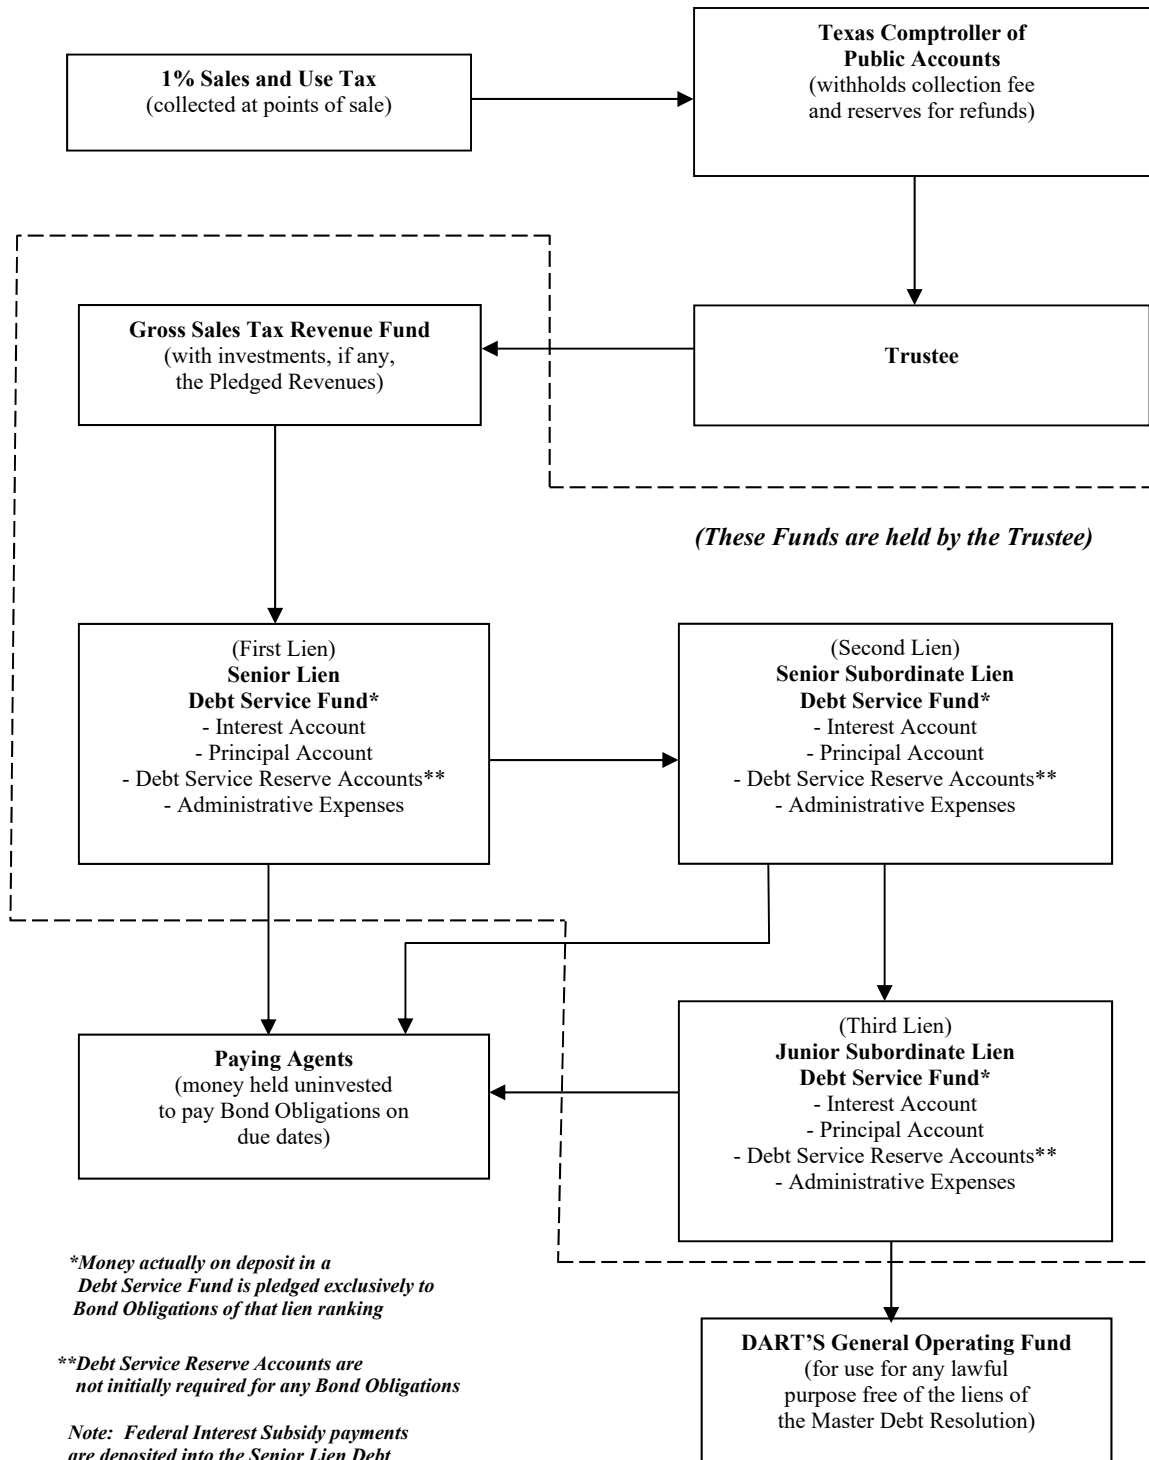 1% Sales and Use Tax
(collected at points of sale)
Texas Comptroller of
Public Accounts
(withholds collection fee
and reserves for refunds)
Gross Sales Tax Revenue Fund
(with investments, if any,
the Pledged Revenues)
Trustee
(These Funds are held by the Trustee)
(First Lien)
Senior Lien
Debt Service Fund*
- Interest Account
- Principal Account
- Debt Service Reserve Accounts**
- Administrative Expenses
(Second Lien)
Senior Subordinate Lien
Debt Service Fund*
- Interest Account
- Principal Account
- Debt Service Reserve Accounts**
- Administrative Expenses
Paying Agents
(money held uninvested
to pay Bond Obligations on
due dates)
(Third Lien)
Junior Subordinate Lien
Debt Service Fund*
- Interest Account
- Principal Account
- Debt Service Reserve Accounts**
- Administrative Expenses
*Money actually on deposit in a
Debt Service Fund is pledged exclusively to
Bond Obligations of that lien ranking
**Debt Service Reserve Accounts are
not initially required for any Bond Obligations
Note: Federal Interest Subsidy payments
are deposited into the Senior Lien Debt
DART'S General Operating Fund
(for use for any lawful
purpose free of the liens of
the Master Debt Resolution)